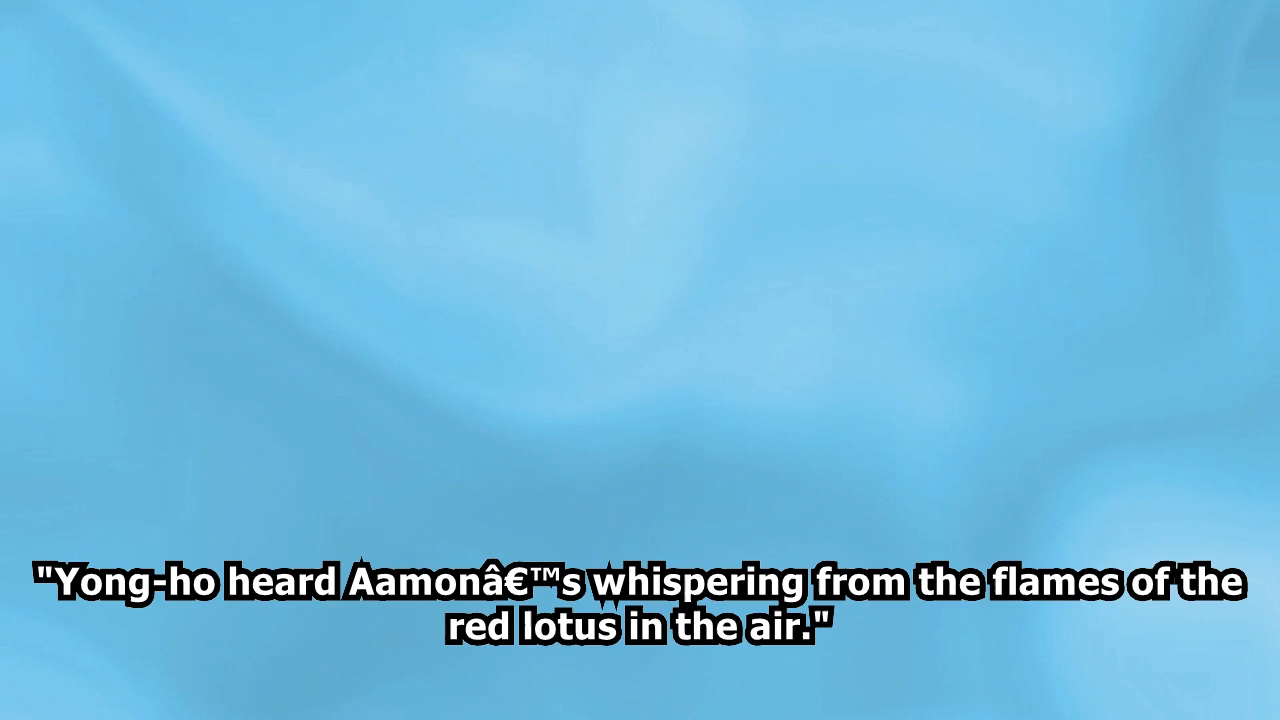 "Yong-ho heard Aamonâ€™s whispering from the flames of the
red lotus in the air."